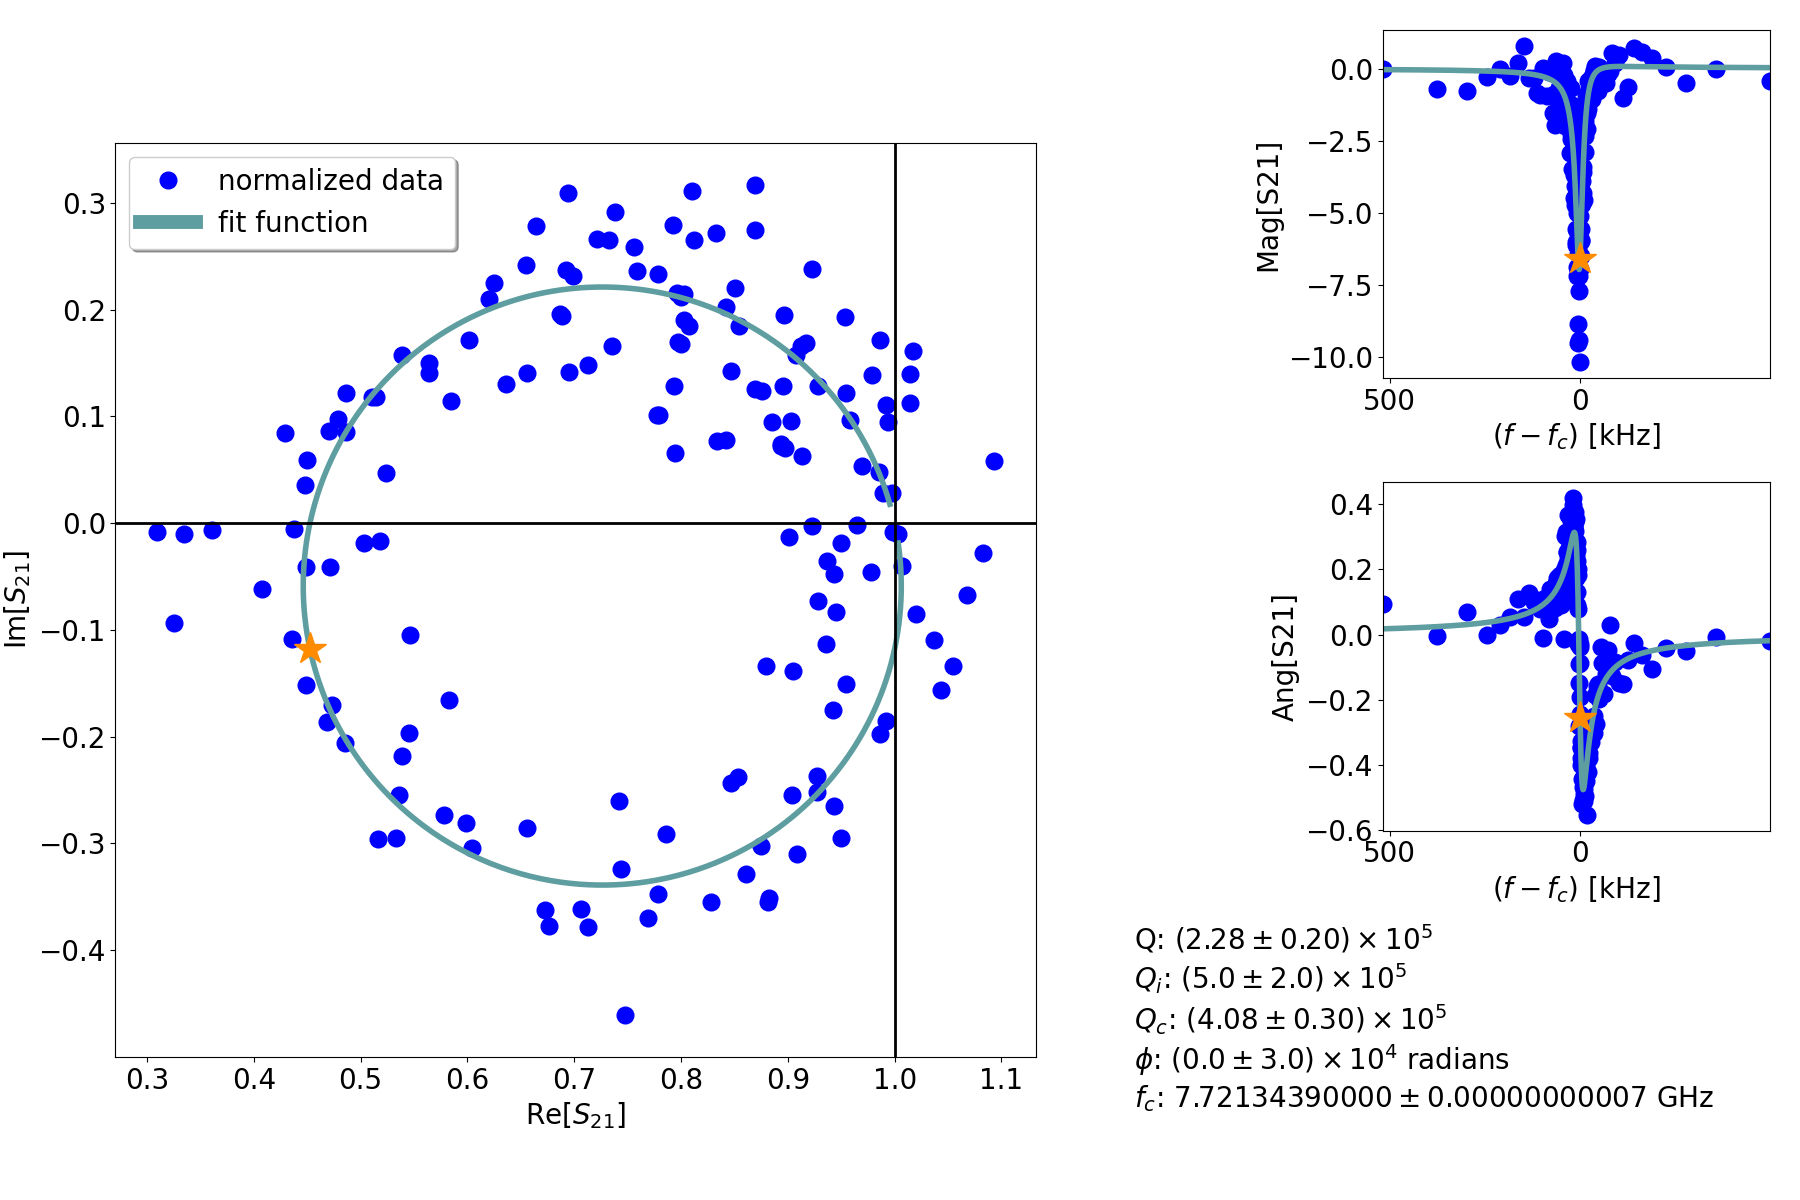 normalized data
fit function
0.3
0.2
0.1
0.0
−0.1
−0.2
−0.3
−0.4
Im[S21]
0.3 0.4 0.5 0.6 0.7 0.8 0.9 1.0 1.1
Re[S21]
0.0
−2.5
−5.0
−7.5
−10.0
Mag[S21]
500 0
(f − fc) [kHz]
0.4
0.2
0.0
−0.2
−0.4
−0.6
Ang[S21]
500 0
(f − fc) [kHz]
Q: (2.28 ± 0.20) × 10^5
Qi: (5.0 ± 2.0) × 10^5
Qc: (4.08 ± 0.30) × 10^5
ϕ: (0.0 ± 3.0) × 10^4 radians
fc: 7.72134390000 ± 0.00000000007 GHz